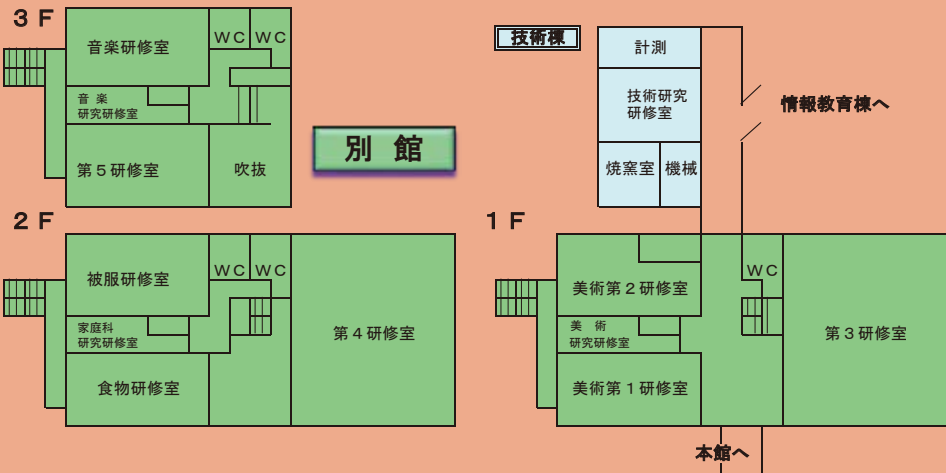 3F
音楽研修室
WC WC
音楽
研究研修室
第5研修室
吹抜
別館
技術棟
計測
技術研究
研修室
焼窯室
機械
情報教育棟へ
2F
被服研修室
WC WC
家庭科
研究研修室
食物研修室
第4研修室
1F
美術第2研修室
WC
美術
研究研修室
美術第1研修室
第3研修室
本館へ